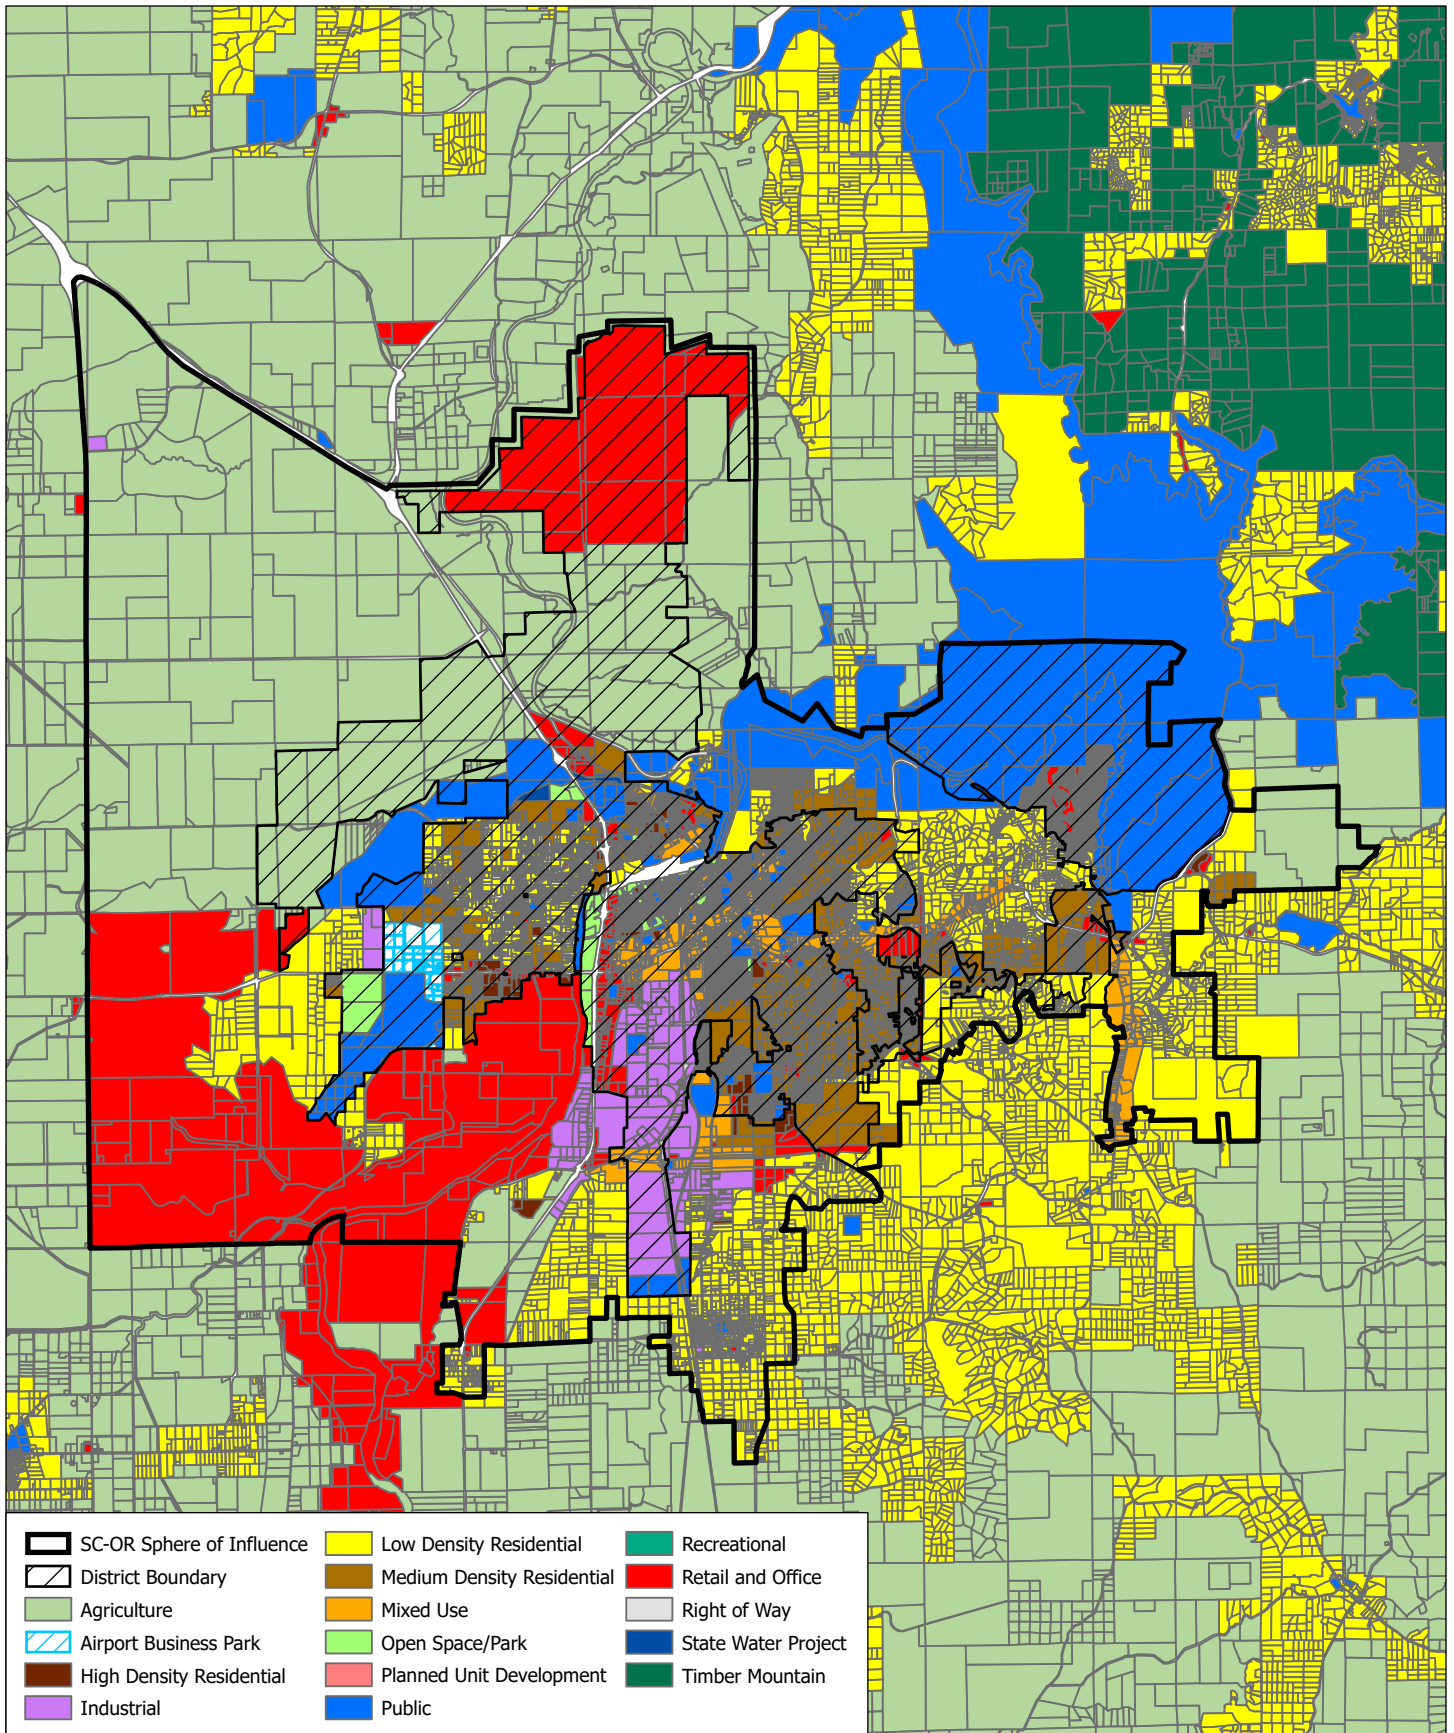 SC-OR Sphere of Influence
District Boundary
Agriculture
Airport Business Park
High Density Residential
Industrial
Low Density Residential
Medium Density Residential
Mixed Use
Open Space/Park
Planned Unit Development
Public
Recreational
Retail and Office
Right of Way
State Water Project
Timber Mountain